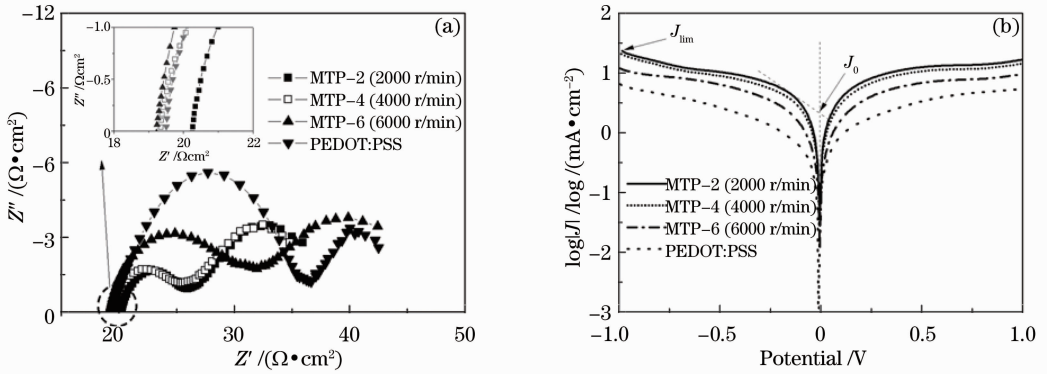 (a)
−12
−9
−6
−3
0
Z″ /(Ω•cm²)
20
30
40
50
Z′ /(Ω•cm²)
−1.0
−0.5
0
Z″ /Ωcm²
18
20
22
Z′ /Ωcm²
MTP−2 (2000 r/min)
MTP−4 (4000 r/min)
MTP−6 (6000 r/min)
PEDOT:PSS
(b)
2
1
0
−1
−2
−3
log|J| /log /(mA•cm⁻²)
−1.0
−0.5
0
0.5
1.0
Potential /V
Jlim
J0
MTP−2 (2000 r/min)
MTP−4 (4000 r/min)
MTP−6 (6000 r/min)
PEDOT:PSS